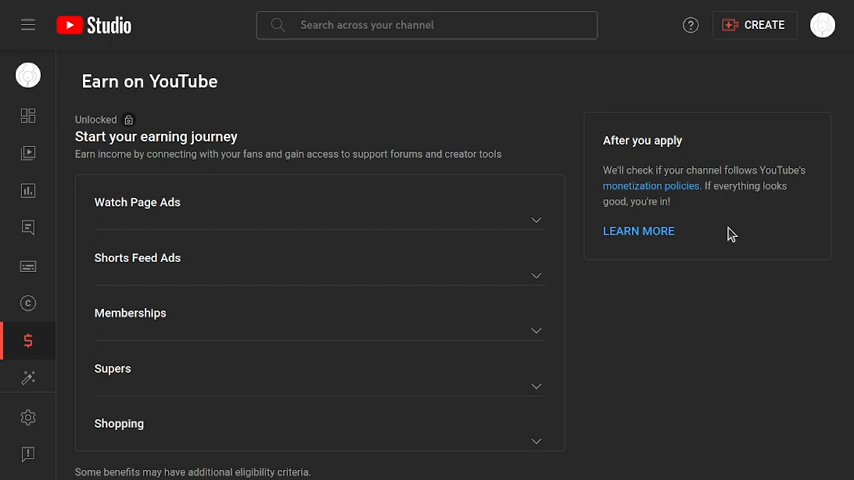 Studio
Search across your channel
CREATE
Earn on YouTube
Unlocked
Start your earning journey
Earn income by connecting with your fans and gain access to support forums and creator tools
Watch Page Ads
Shorts Feed Ads
Memberships
Supers
Shopping
Some benefits may have additional eligibility criteria.
After you apply
We'll check if your channel follows YouTube's
monetization policies. If everything looks
good, you're in!
LEARN MORE